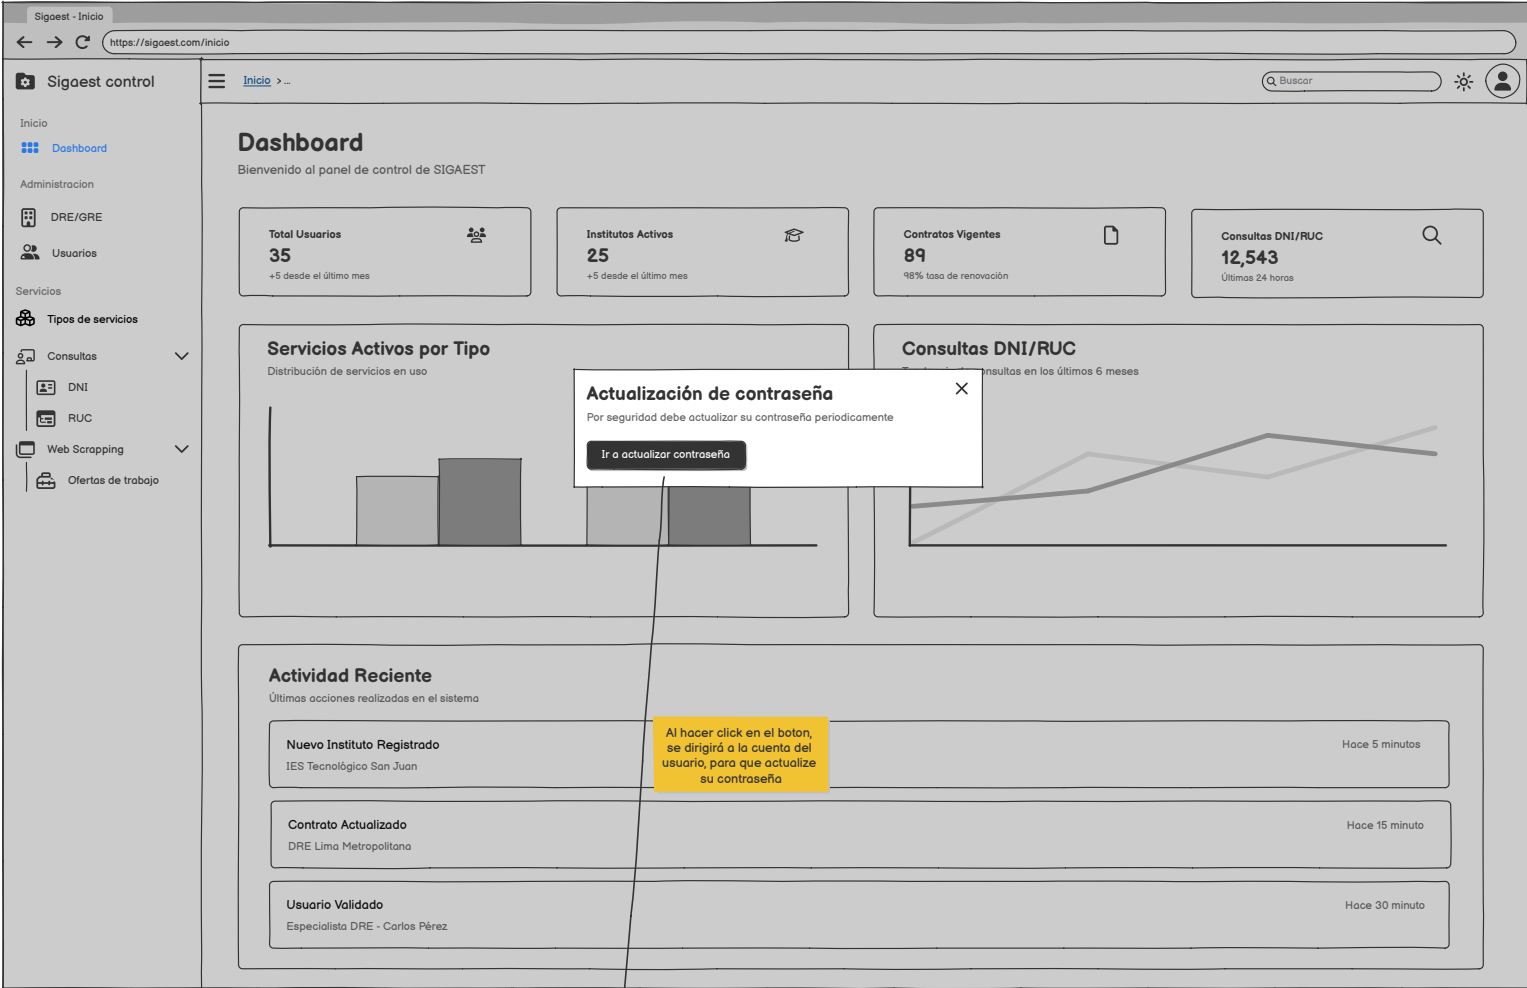 Sigaest - Inicio
https://sigaest.com/inicio
Sigaest control
Inicio > ...
Buscar
Inicio
Dashboard
Administracion
DRE/GRE
Usuarios
Servicios
Tipos de servicios
Consultas
DNI
RUC
Web Scrapping
Ofertas de trabajo
Dashboard
Bienvenido al panel de control de SIGAEST
Total Usuarios
35
+5 desde el último mes
Institutos Activos
25
+5 desde el último mes
Contratos Vigentes
89
98% tasa de renovación
Consultas DNI/RUC
12,543
Últimas 24 horas
Servicios Activos por Tipo
Distribución de servicios en uso
Consultas DNI/RUC
consultas en los últimos 6 meses
Actualización de contraseña
Por seguridad debe actualizar su contraseña periodicamente
Ir a actualizar contraseña
Actividad Reciente
Últimas acciones realizadas en el sistema
Nuevo Instituto Registrado
IES Tecnológico San Juan
Hace 5 minutos
Al hacer click en el boton,
se dirigirá a la cuenta del
usuario, para que actualize
su contraseña
Contrato Actualizado
DRE Lima Metropolitana
Hace 15 minuto
Usuario Validado
Especialista DRE - Carlos Pérez
Hace 30 minuto